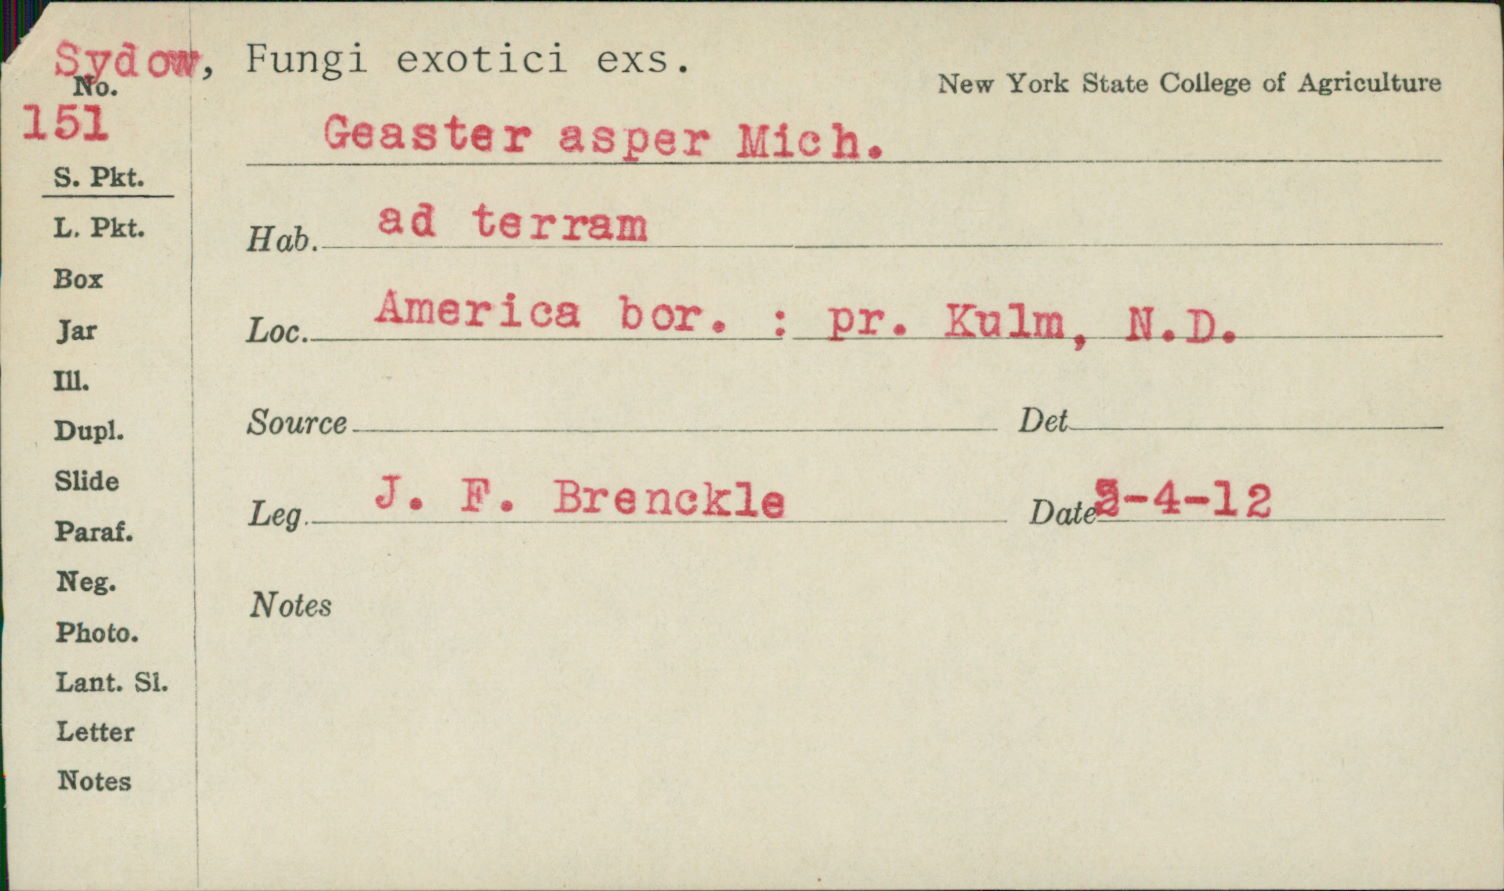 Sydow, Fungi exotici exs.
No.
New York State College of Agriculture
151
Geaster asper Mich.
S. Pkt.
L. Pkt.
Hab. ad terram
Box
Loc. America bor. : pr. Kulm, N.D.
Jar
Ill.
Dupl.
Source
Det
Slide
Leg. J. F. Brenckle
Date -4-12
Paraf.
Neg.
Notes
Photo.
Lant. Sl.
Letter
Notes